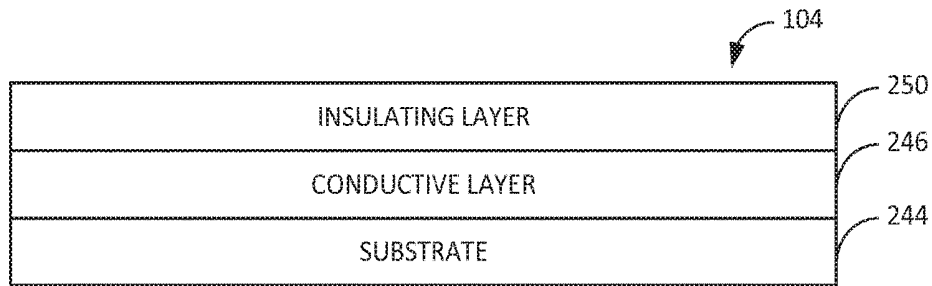 104
INSULATING LAYER 250
CONDUCTIVE LAYER 246
SUBSTRATE 244